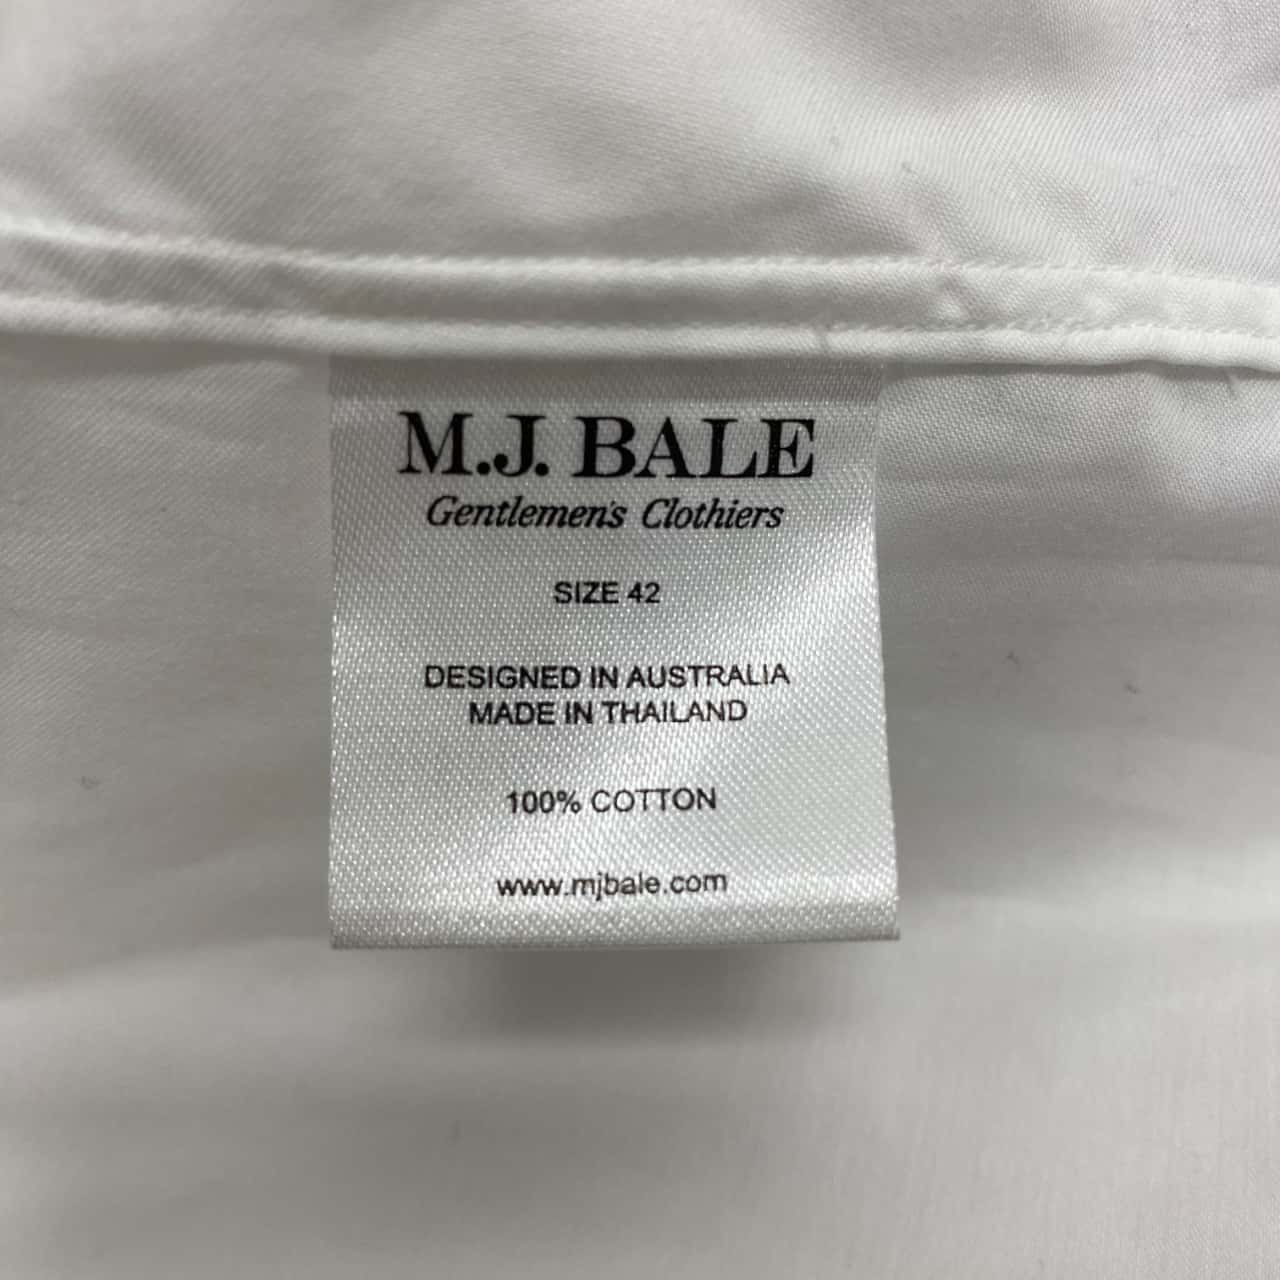 M.J. BALE
Gentlemen's Clothiers
SIZE 42
DESIGNED IN AUSTRALIA
MADE IN THAILAND
100% COTTON
www.mjbale.com